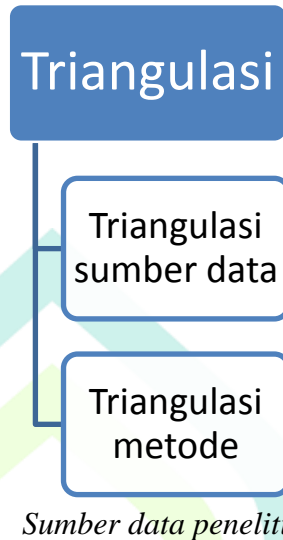 Triangulasi
Triangulasi
sumber data
Triangulasi
metode
Sumber data peneliti